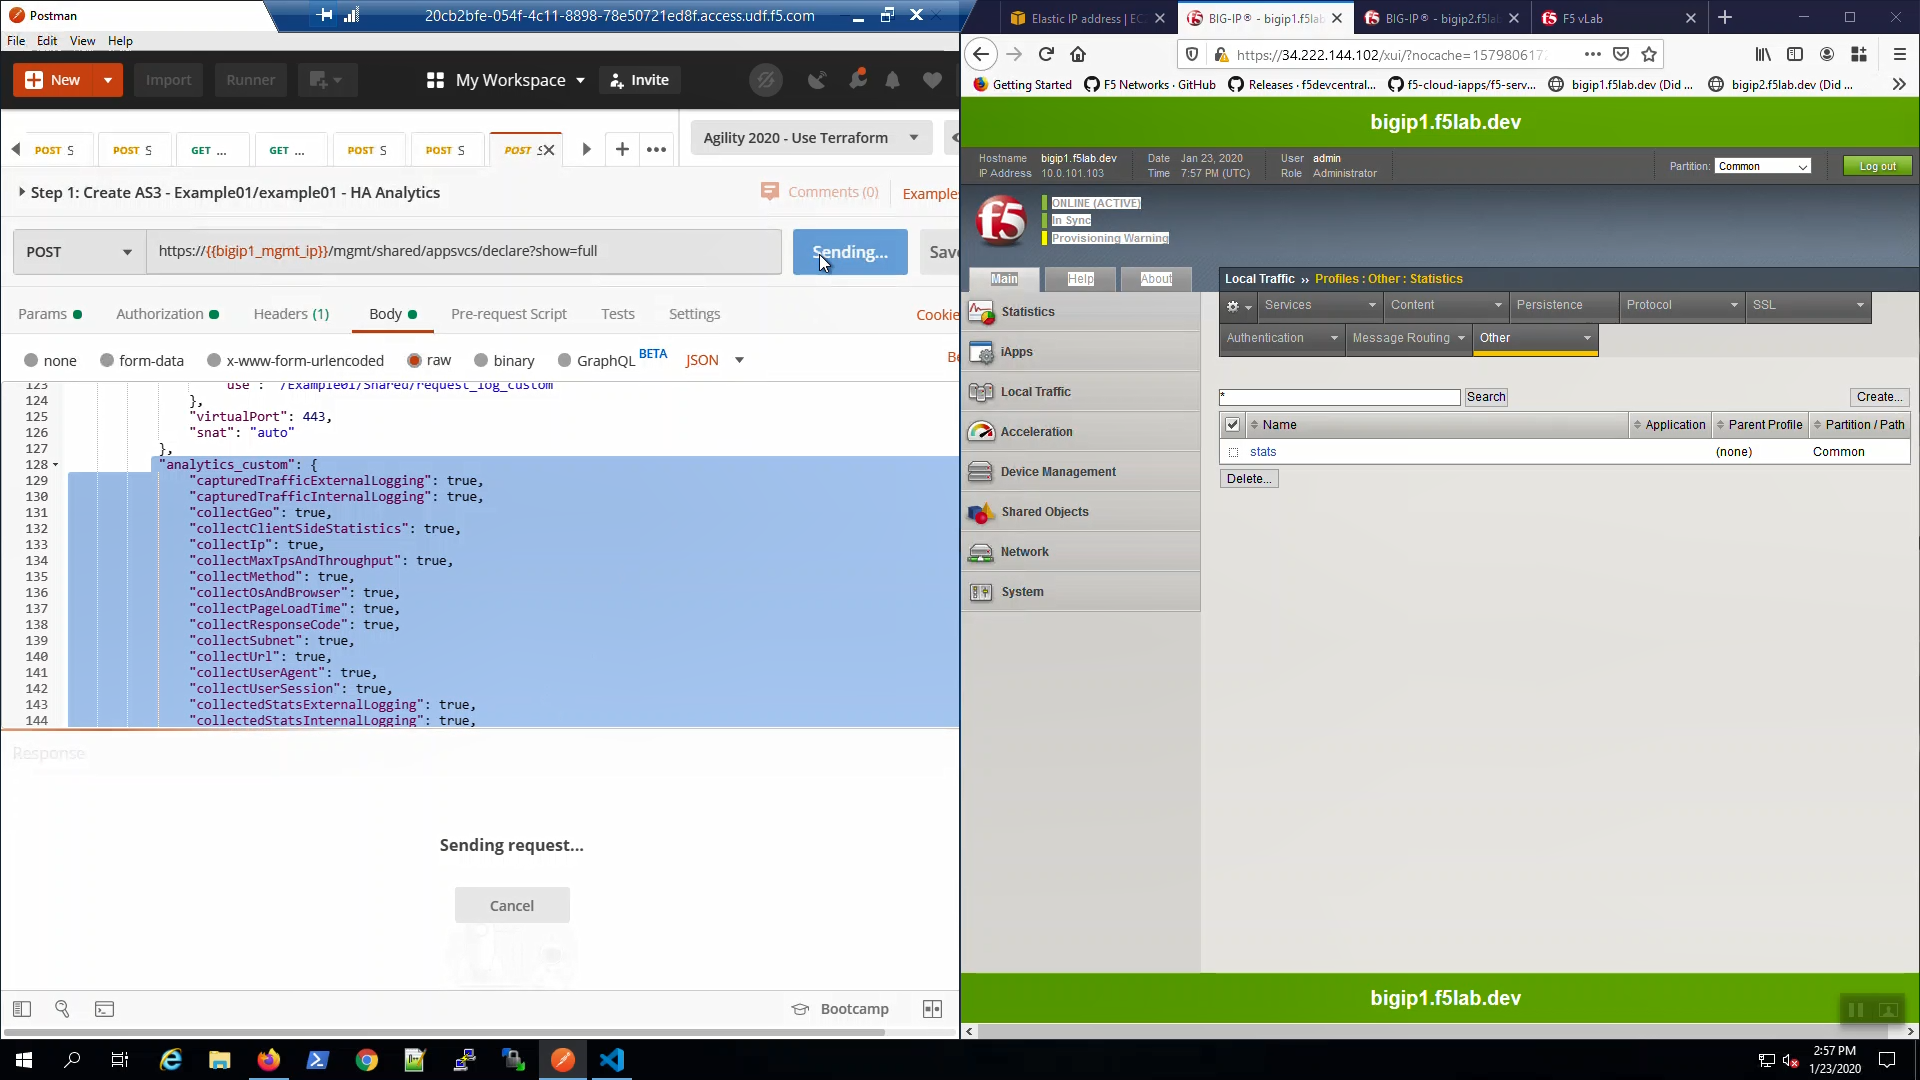 Postman
20cb2bfe-054f-4c11-8898-78e50721ed8f.access.udf.f5.com
File Edit View Help
New Import Runner My Workspace Invite
POST S POST S GET ... GET ... POST S POST S POST S
Agility 2020 - Use Terraform
Step 1: Create AS3 - Example01/example01 - HA Analytics
Comments (0) Examples
POST https://{{bigip1_mgmt_ip}}/mgmt/shared/appsvcs/declare?show=full Sending... Save
Params Authorization Headers (1) Body Pre-request Script Tests Settings Cookie
none form-data x-www-form-urlencoded raw binary GraphQL BETA JSON Be
123 "use": "/Example01/Shared/request_log_custom"
124 },
125 "virtualPort": 443,
126 "snat": "auto"
127 },
128 "analytics_custom": {
129 "capturedTrafficExternalLogging": true,
130 "capturedTrafficInternalLogging": true,
131 "collectGeo": true,
132 "collectClientSideStatistics": true,
133 "collectIp": true,
134 "collectMaxTpsAndThroughput": true,
135 "collectMethod": true,
136 "collectOsAndBrowser": true,
137 "collectPageLoadTime": true,
138 "collectResponseCode": true,
139 "collectSubnet": true,
140 "collectUrl": true,
141 "collectUserAgent": true,
142 "collectUserSession": true,
143 "collectedStatsExternalLogging": true,
144 "collectedStatsInternalLogging": true,
Response
Sending request...
Cancel
Bootcamp
Elastic IP address | EC BIG-IP® - bigip1.f5lab. BIG-IP® - bigip2.f5lab. F5 vLab
https://34.222.144.102/xui/?nocache=157980617
Getting Started F5 Networks · GitHub Releases · f5devcentral... f5-cloud-iapps/f5-serv... bigip1.f5lab.dev (Did ... bigip2.f5lab.dev (Did ...
bigip1.f5lab.dev
Hostname bigip1.f5lab.dev Date Jan 23, 2020 User admin
IP Address 10.0.101.103 Time 7:57 PM (UTC) Role Administrator
Partition: Common Log out
f5
ONLINE (ACTIVE)
In Sync
Provisioning Warning
Main Help About
Local Traffic ›› Profiles : Other : Statistics
Services Content Persistence Protocol SSL
Authentication Message Routing Other
Statistics
iApps
Local Traffic
Acceleration
Device Management
Shared Objects
Network
System
* Search Create...
Name Application Parent Profile Partition / Path
stats (none) Common
Delete...
bigip1.f5lab.dev
2:57 PM
1/23/2020